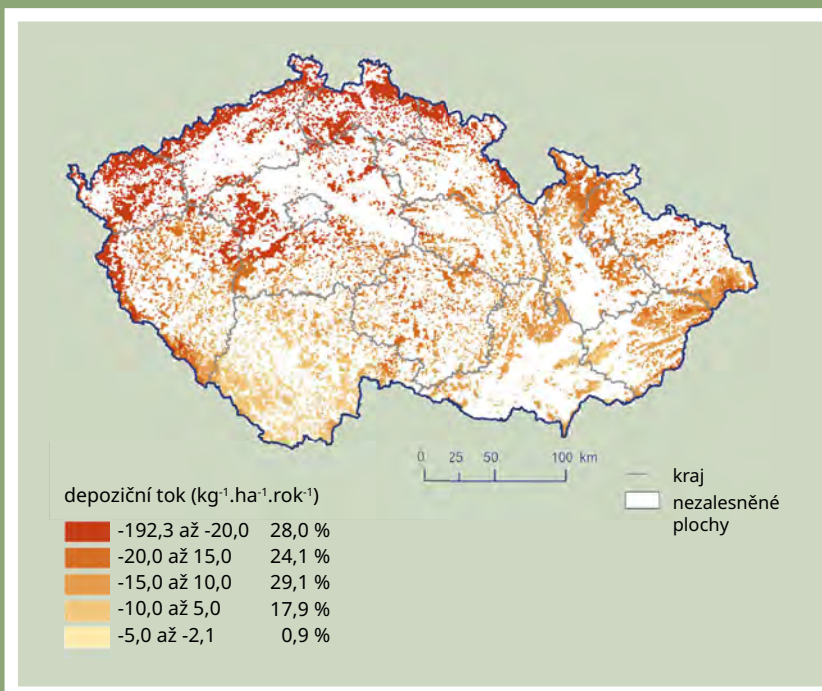 0 25 50 100 km
kraj
nezalesněné
plochy
depoziční tok (kg⁻¹.ha⁻¹.rok⁻¹)
-192,3 až -20,0 28,0 %
-20,0 až 15,0 24,1 %
-15,0 až 10,0 29,1 %
-10,0 až 5,0 17,9 %
-5,0 až -2,1 0,9 %